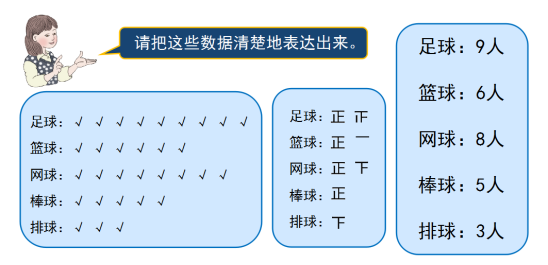 请把这些数据清楚地表达出来。
足球：√ √ √ √ √ √ √ √ √
篮球：√ √ √ √ √ √
网球：√ √ √ √ √ √ √ √
棒球：√ √ √ √ √
排球：√ √ √
足球：正 𝍵
篮球：正 一
网球：正 下
棒球：正
排球：下
足球：9人
篮球：6人
网球：8人
棒球：5人
排球：3人